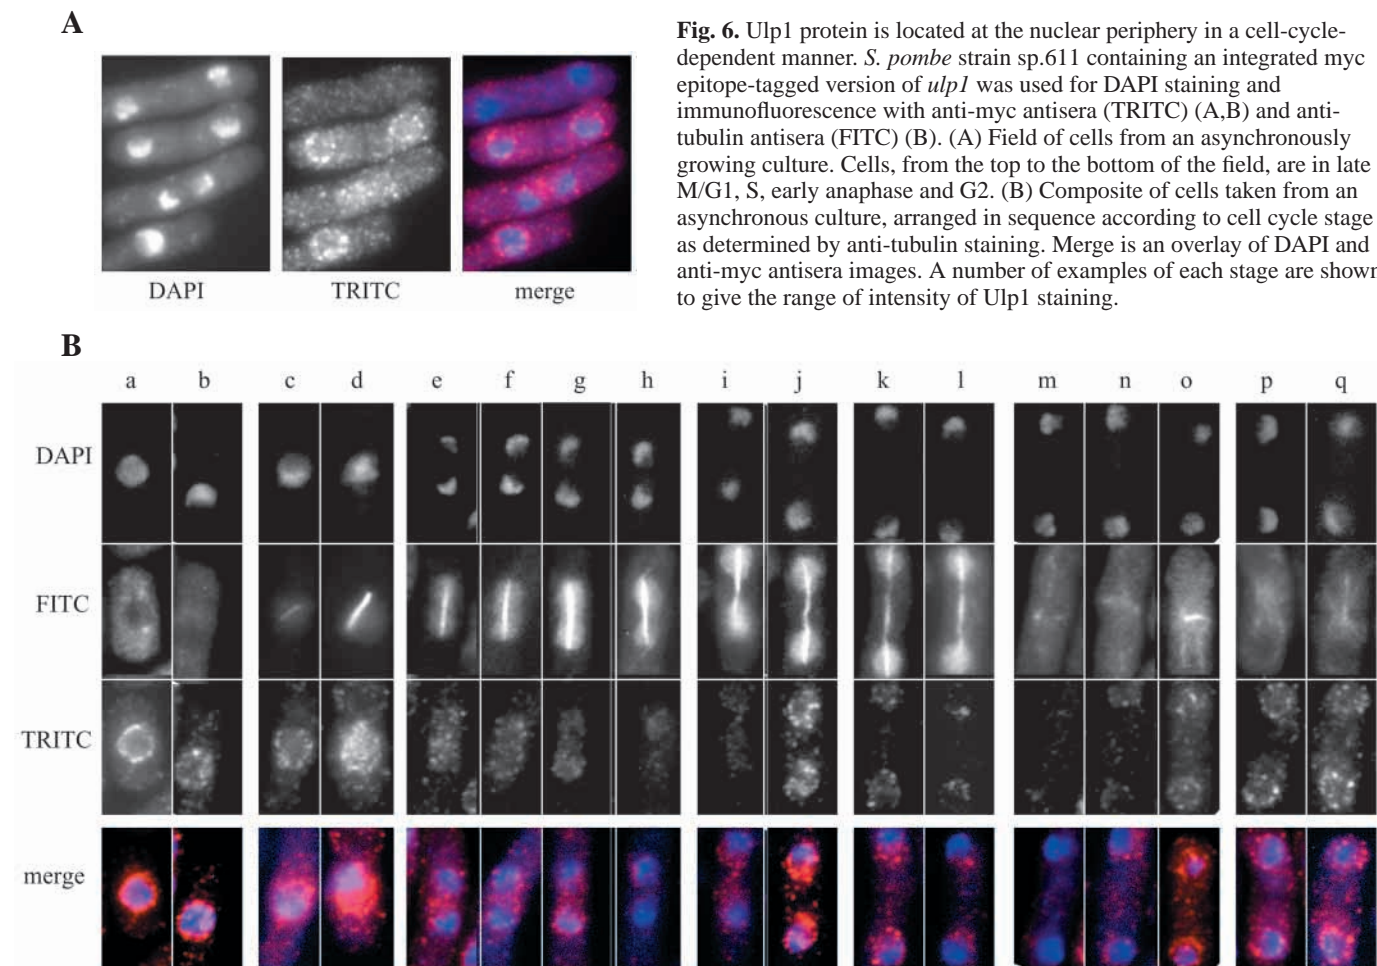 A
DAPI TRITC merge
Fig. 6. Ulp1 protein is located at the nuclear periphery in a cell-cycle-
dependent manner. S. pombe strain sp.611 containing an integrated myc
epitope-tagged version of ulp1 was used for DAPI staining and
immunofluorescence with anti-myc antisera (TRITC) (A,B) and anti-
tubulin antisera (FITC) (B). (A) Field of cells from an asynchronously
growing culture. Cells, from the top to the bottom of the field, are in late
M/G1, S, early anaphase and G2. (B) Composite of cells taken from an
asynchronous culture, arranged in sequence according to cell cycle stage
as determined by anti-tubulin staining. Merge is an overlay of DAPI and
anti-myc antisera images. A number of examples of each stage are shown
to give the range of intensity of Ulp1 staining.
B
a b c d e f g h i j k l m n o p q
DAPI
FITC
TRITC
merge